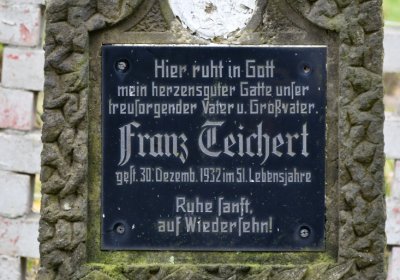 Hier ruht in Gott
mein herzensguter Gatte unser
treusorgender Vater u. Großvater.
Franz Teichert
gest. 30. Dezemb. 1932 im 51. Lebensjahre
Ruhe sanft,
auf Wiedersehn!